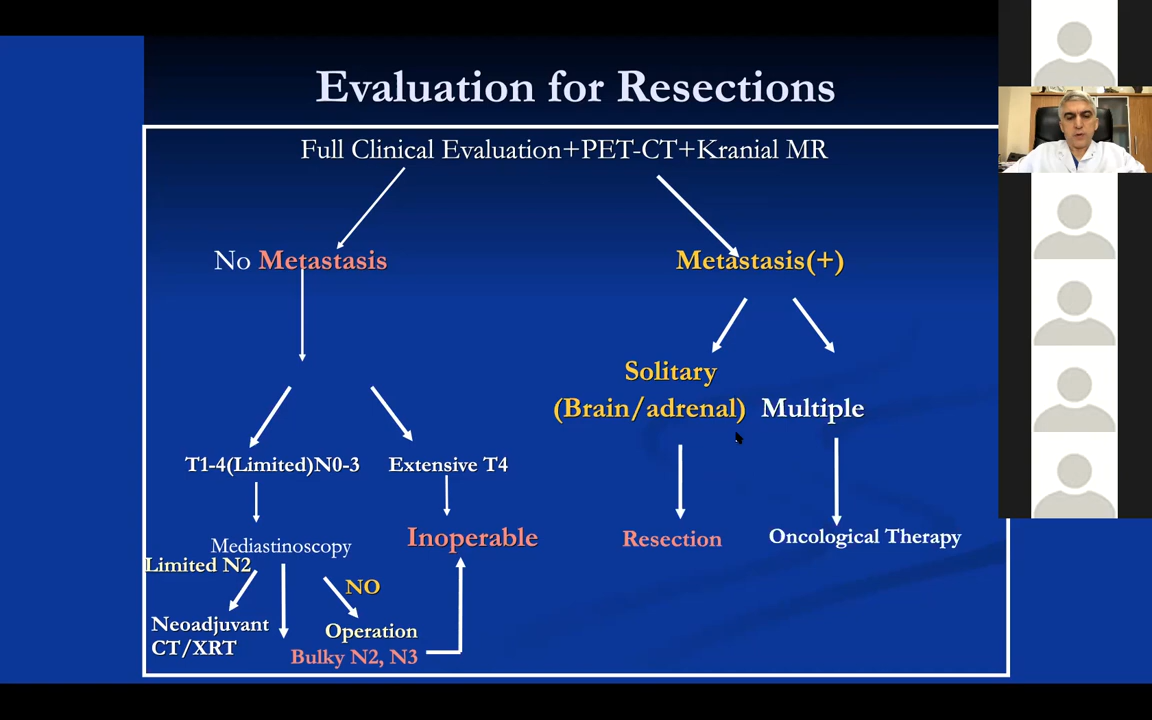 Evaluation for Resections
Full Clinical Evaluation+PET-CT+Kranial MR
No Metastasis
Metastasis(+)
Solitary
(Brain/adrenal)
Multiple
T1-4(Limited)N0-3
Extensive T4
Mediastinoscopy
Inoperable
Resection
Oncological Therapy
Limited N2
NO
Neoadjuvant
CT/XRT
Operation
Bulky N2, N3